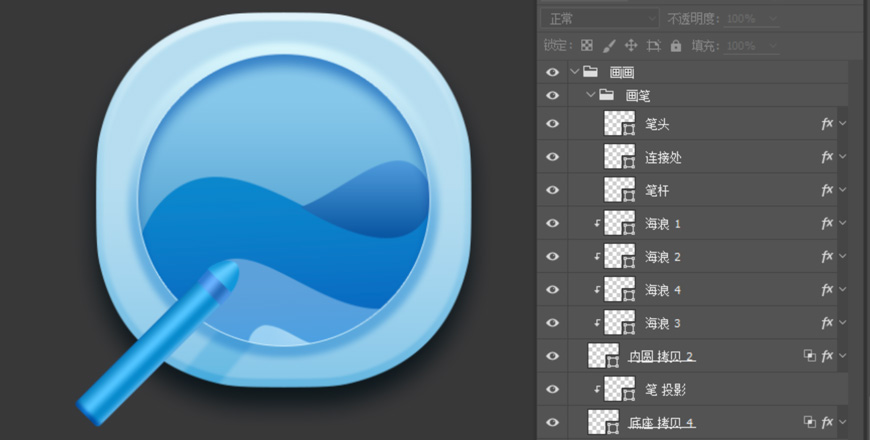 正常 不透明度: 100%
锁定: 填充: 100%
画画
画笔
笔头 fx
连接处 fx
笔杆 fx
海浪 1 fx
海浪 2 fx
海浪 4 fx
海浪 3 fx
内圆 拷贝 2 fx
笔 投影 fx
底座 拷贝 4 fx